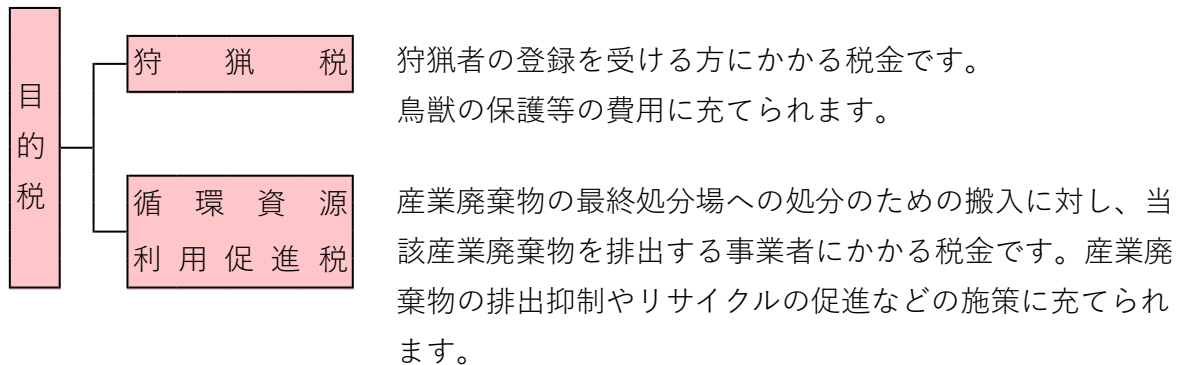 目的税
狩猟税
狩猟者の登録を受ける方にかかる税金です。
鳥獣の保護等の費用に充てられます。
循環資源
利用促進税
産業廃棄物の最終処分場への処分のための搬入に対し、当
該産業廃棄物を排出する事業者にかかる税金です。産業廃
棄物の排出抑制やリサイクルの促進などの施策に充てられ
ます。